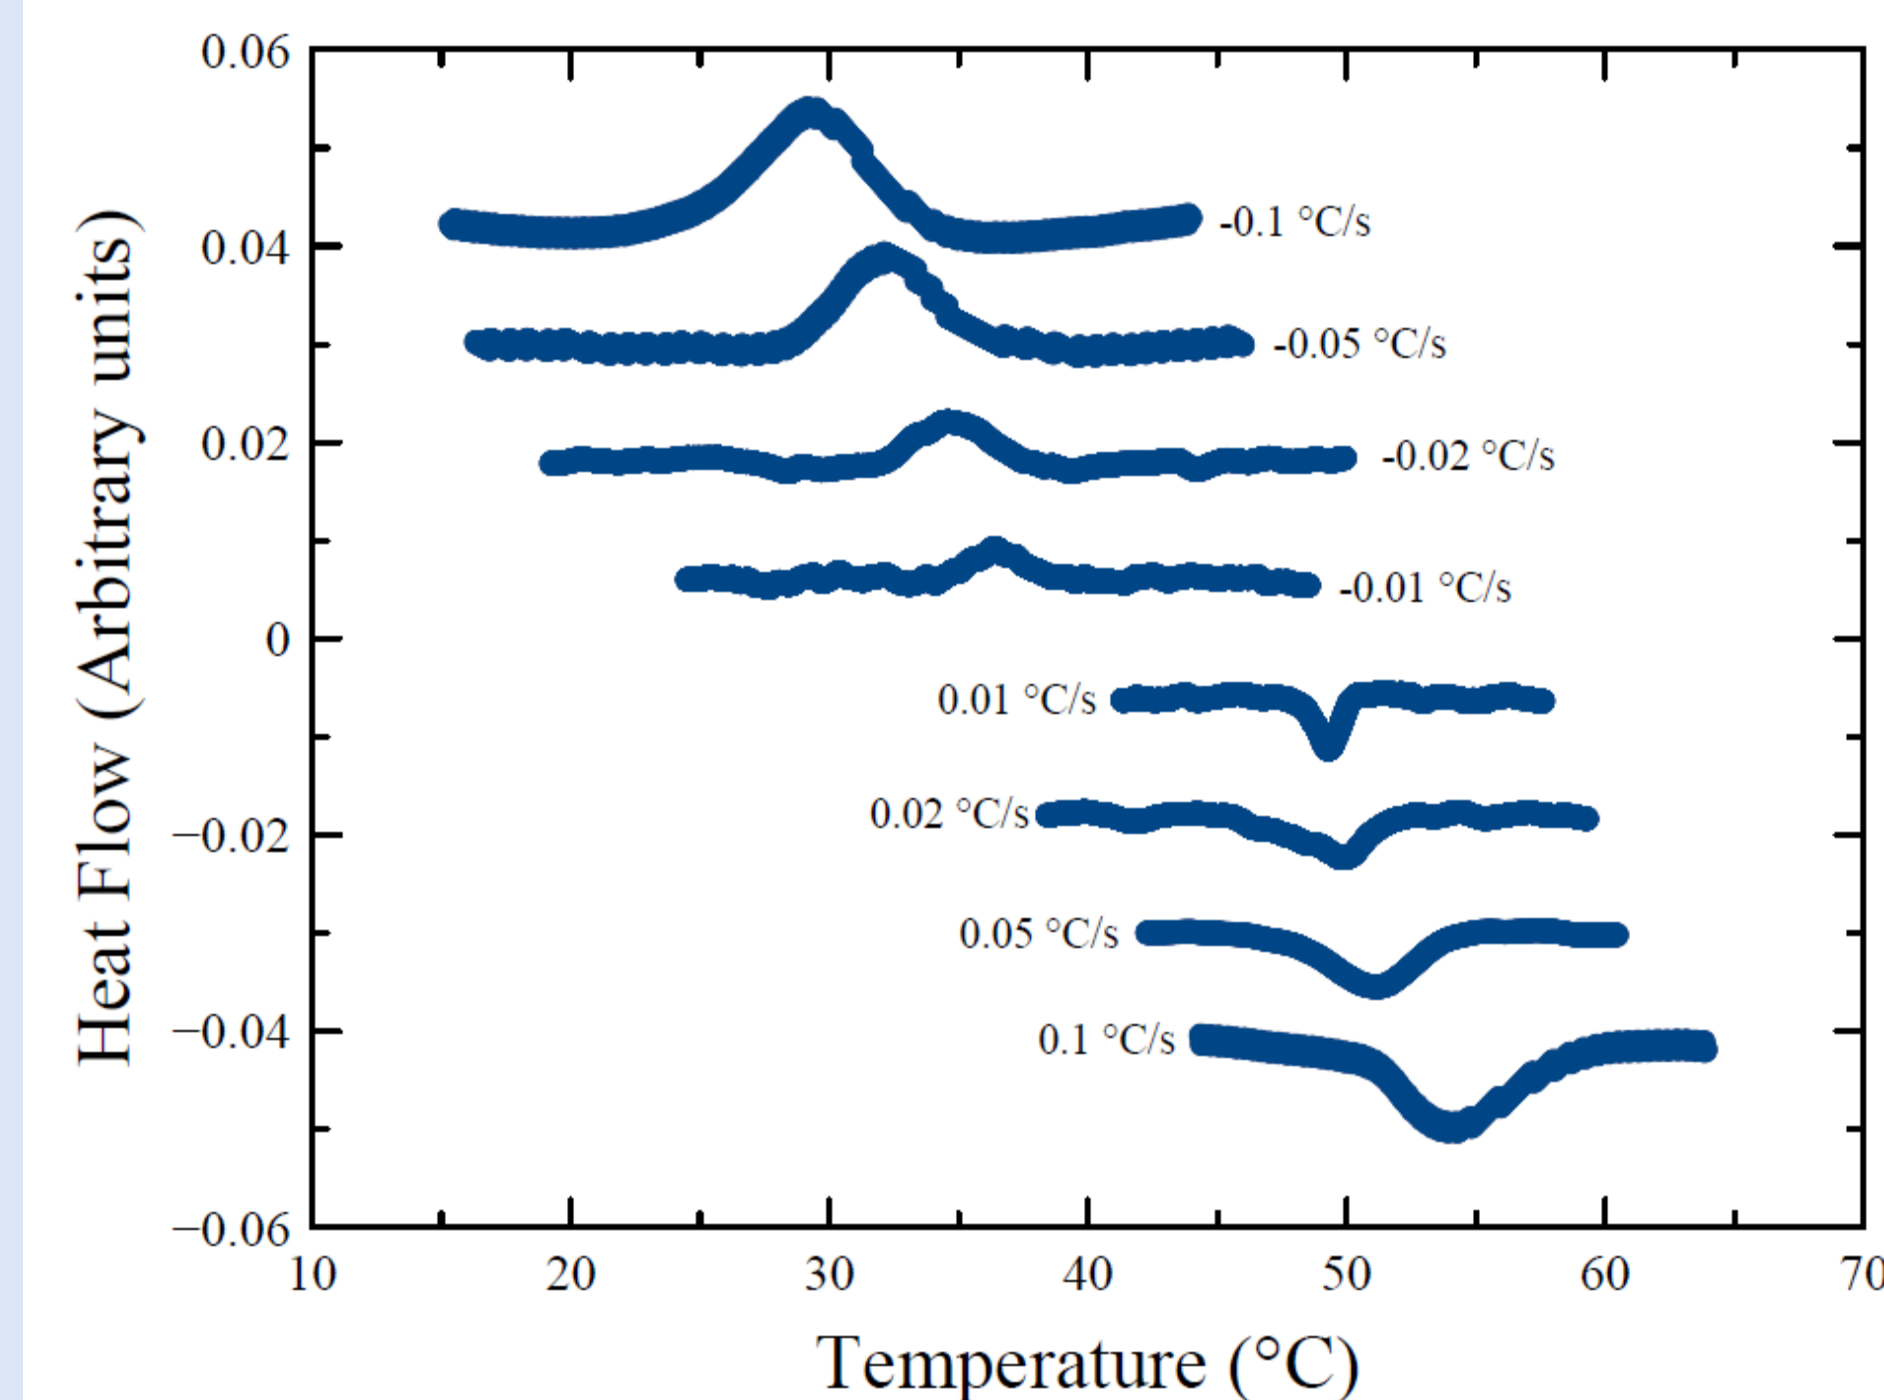 0.06
0.04
0.02
0
−0.02
−0.04
−0.06
Heat Flow (Arbitrary units)
-0.1 °C/s
-0.05 °C/s
-0.02 °C/s
-0.01 °C/s
0.01 °C/s
0.02 °C/s
0.05 °C/s
0.1 °C/s
10 20 30 40 50 60 70
Temperature (°C)